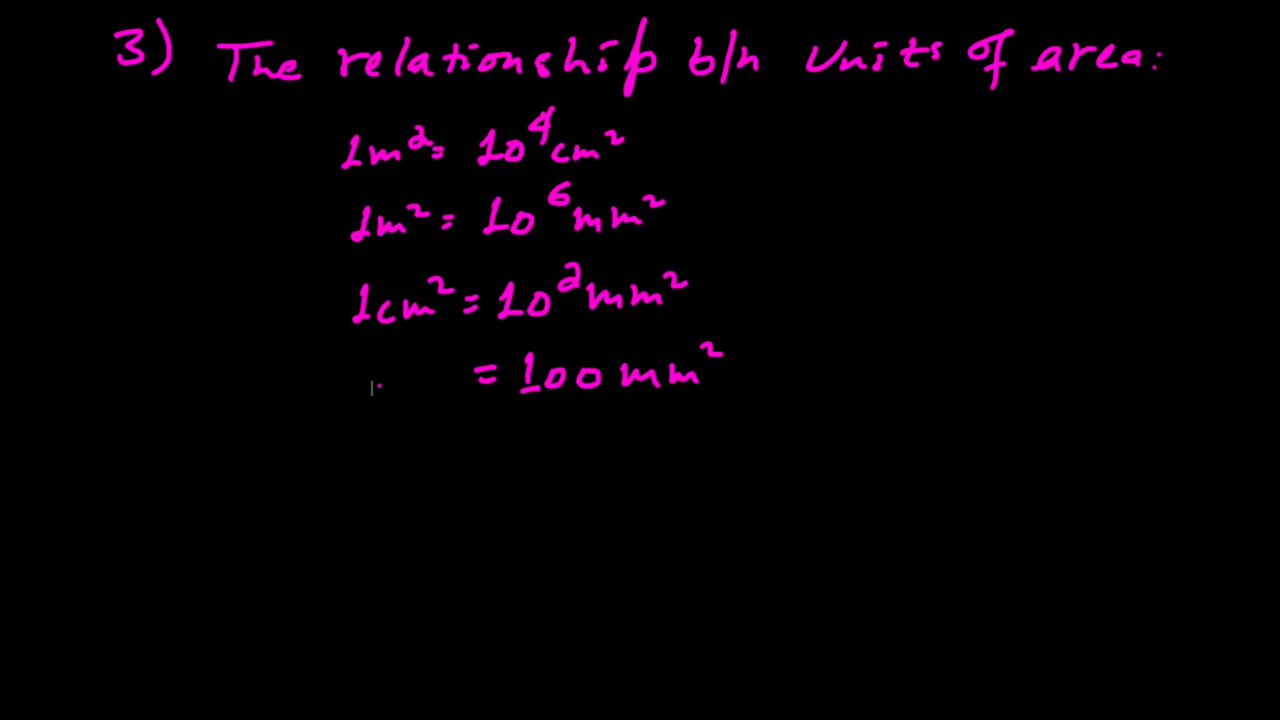 3) The relationship b/n units of area:
1m²= 10⁴cm²
1m² = 10⁶mm²
1cm² = 10²mm²
= 100mm²